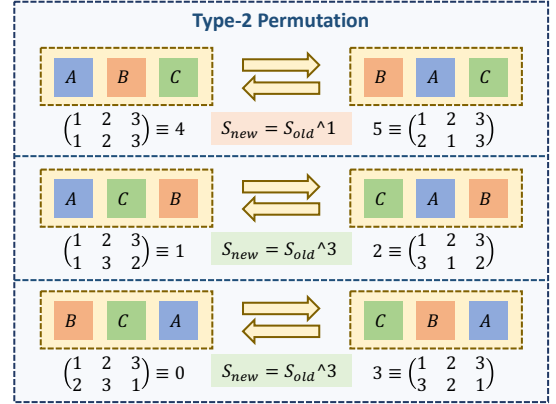 Type-2 Permutation
A B C B A C
(1 2 3
1 2 3) ≡ 4 S_new = S_old^1 5 ≡ (1 2 3
2 1 3)
A C B C A B
(1 2 3
1 3 2) ≡ 1 S_new = S_old^3 2 ≡ (1 2 3
3 1 2)
B C A C B A
(1 2 3
2 3 1) ≡ 0 S_new = S_old^3 3 ≡ (1 2 3
3 2 1)